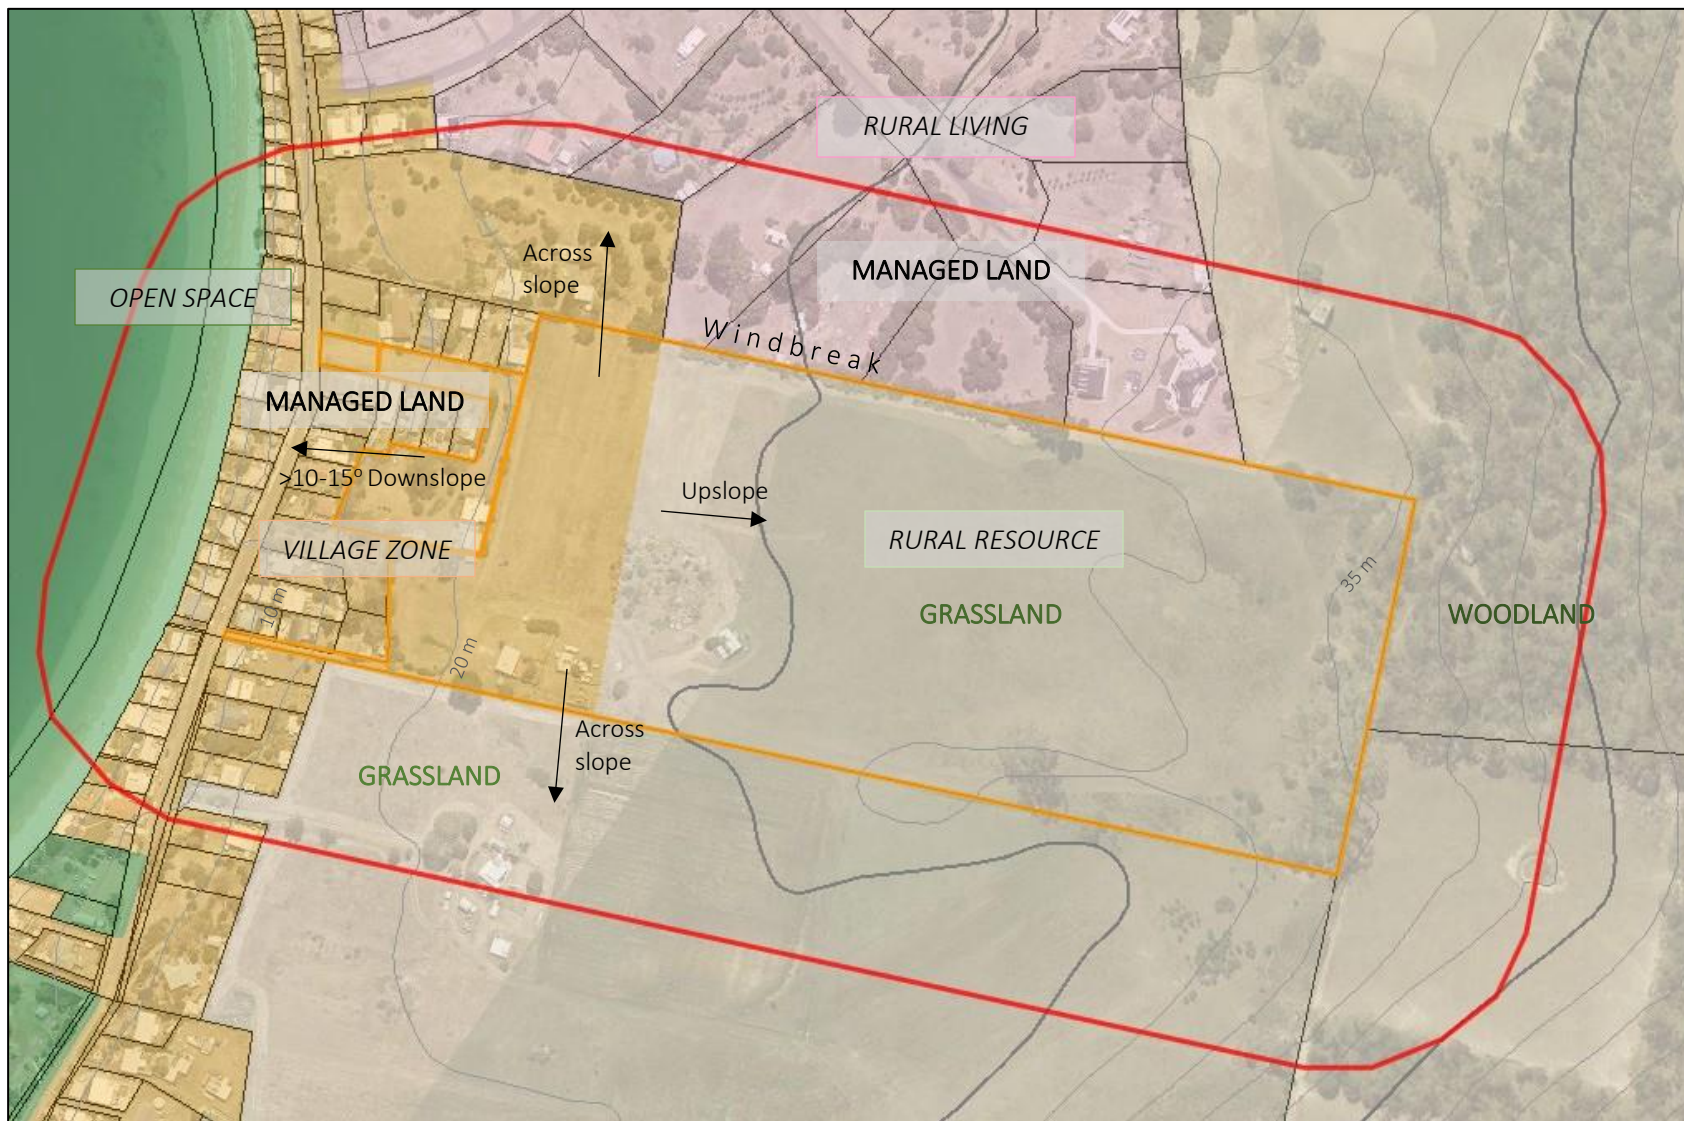 RURAL LIVING
Across
slope
MANAGED LAND
OPEN SPACE
Windbreak
MANAGED LAND
>10-15° Downslope
Upslope
VILLAGE ZONE
RURAL RESOURCE
35 m
10 m
GRASSLAND
WOODLAND
20 m
Across
slope
GRASSLAND